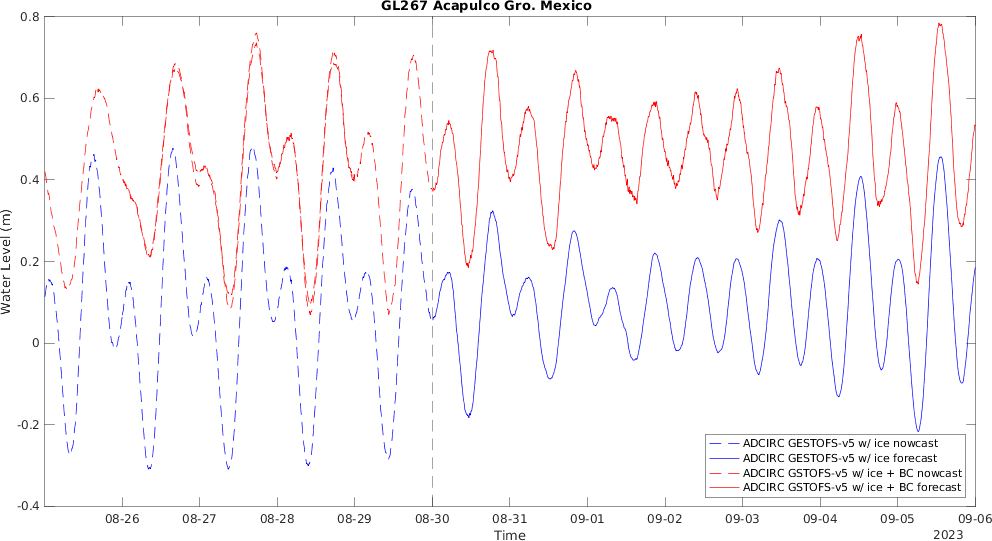 GL267 Acapulco Gro. Mexico
0.8
0.6
0.4
0.2
0
-0.2
-0.4
Water Level (m)
ADCIRC GESTOFS-v5 w/ ice nowcast
ADCIRC GESTOFS-v5 w/ ice forecast
ADCIRC GSTOFS-v5 w/ ice + BC nowcast
ADCIRC GSTOFS-v5 w/ ice + BC forecast
08-26 08-27 08-28 08-29 08-30 08-31 09-01 09-02 09-03 09-04 09-05 09-06
Time
2023